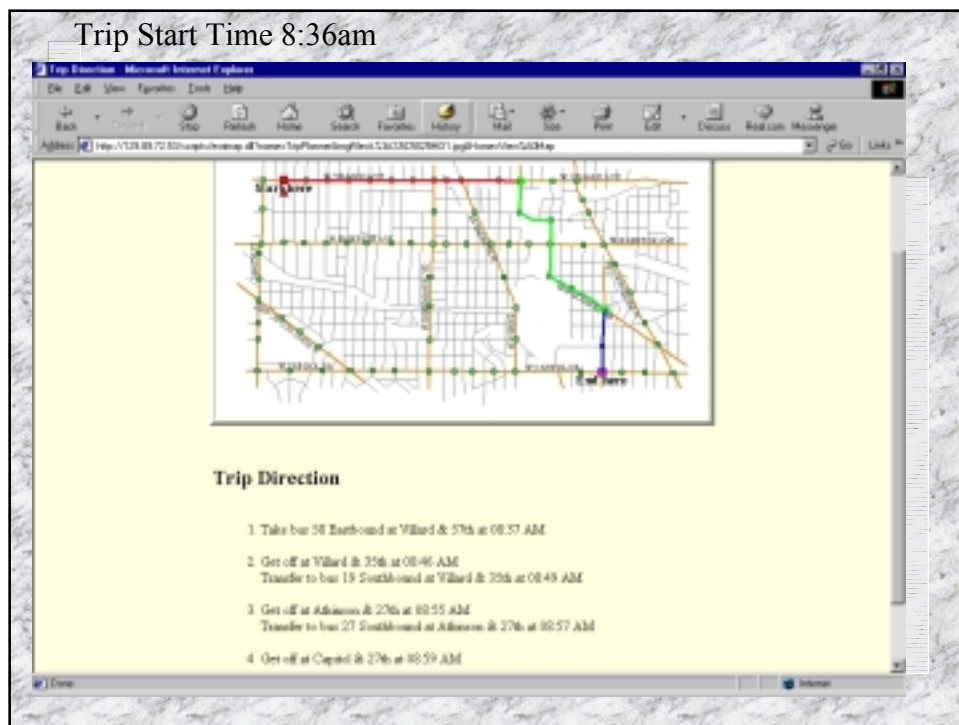 Trip Start Time 8:36am
Trip Direction - Microsoft Internet Explorer
File Edit View Favorites Tools Help
Back Stop Refresh Home Search Favorites History Mail Size Print Edit Discuss Real.com Messenger
Address Go Links
Start here
End here
Trip Direction
1. Take bus 50 Eastbound at Villard & 57th at 08:37 AM
2. Get off at Villard & 35th at 08:46 AM
Transfer to bus 19 Southbound at Villard & 35th at 08:49 AM
3. Get off at Atkinson & 27th at 08:55 AM
Transfer to bus 27 Southbound at Atkinson & 27th at 08:57 AM
4. Get off at Capitol & 27th at 08:59 AM
Done Internet